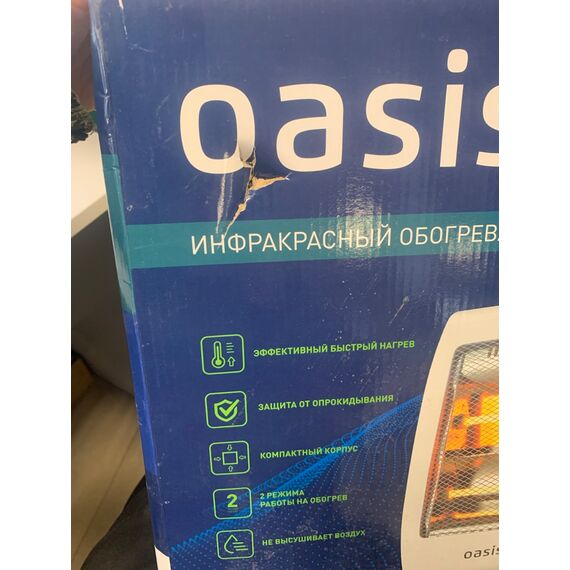 oasis
ИНФРАКРАСНЫЙ ОБОГРЕВА
ЭФФЕКТИВНЫЙ БЫСТРЫЙ НАГРЕВ
ЗАЩИТА ОТ ОПРОКИДЫВАНИЯ
КОМПАКТНЫЙ КОРПУС
2
2 РЕЖИМА
РАБОТЫ НА ОБОГРЕВ
НЕ ВЫСУШИВАЕТ ВОЗДУХ
oasis